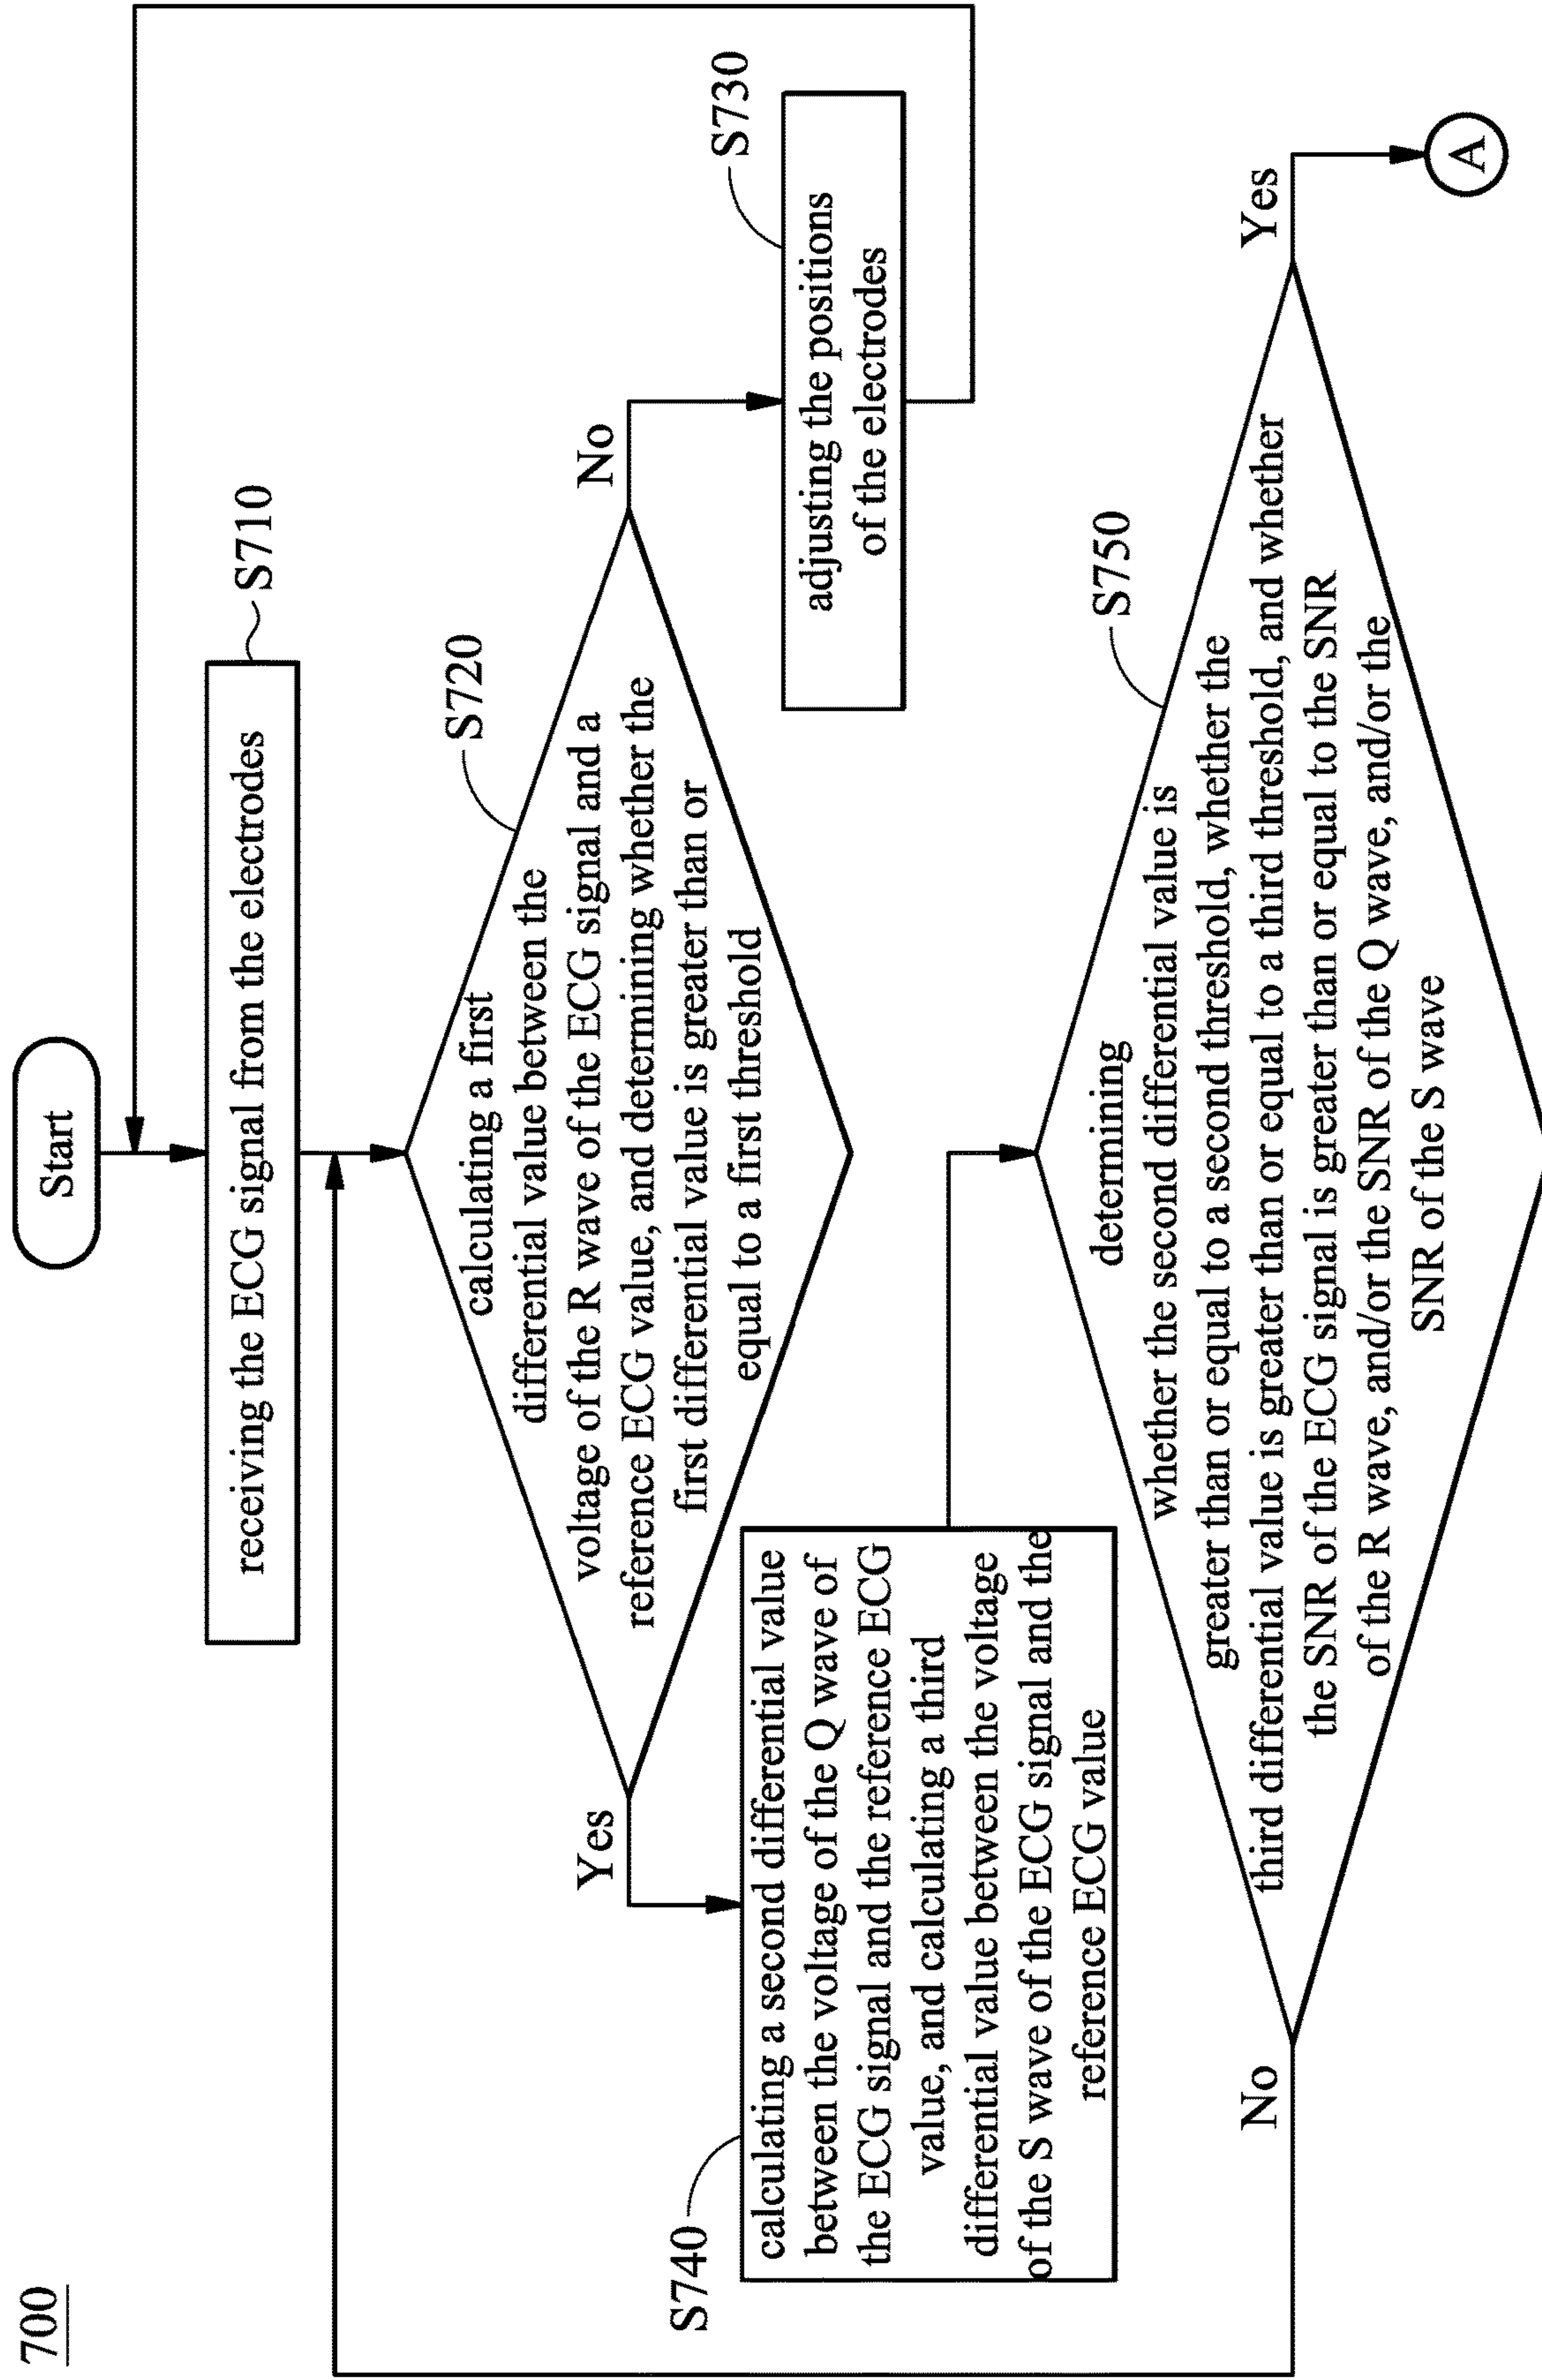 700
Start
receiving the ECG signal from the electrodes
S710
calculating a first
differential value between the
voltage of the R wave of the ECG signal and a
reference ECG value, and determining whether the
first differential value is greater than or
equal to a first threshold
S720
No
adjusting the positions
of the electrodes
S730
Yes
S740
calculating a second differential value
between the voltage of the Q wave of
the ECG signal and the reference ECG
value, and calculating a third
differential value between the voltage
of the S wave of the ECG signal and the
reference ECG value
S750
determining
whether the second differential value is
greater than or equal to a second threshold, whether the
third differential value is greater than or equal to a third threshold, and whether
the SNR of the ECG signal is greater than or equal to the SNR
of the R wave, and/or the SNR of the Q wave, and/or the
SNR of the S wave
No
Yes
A